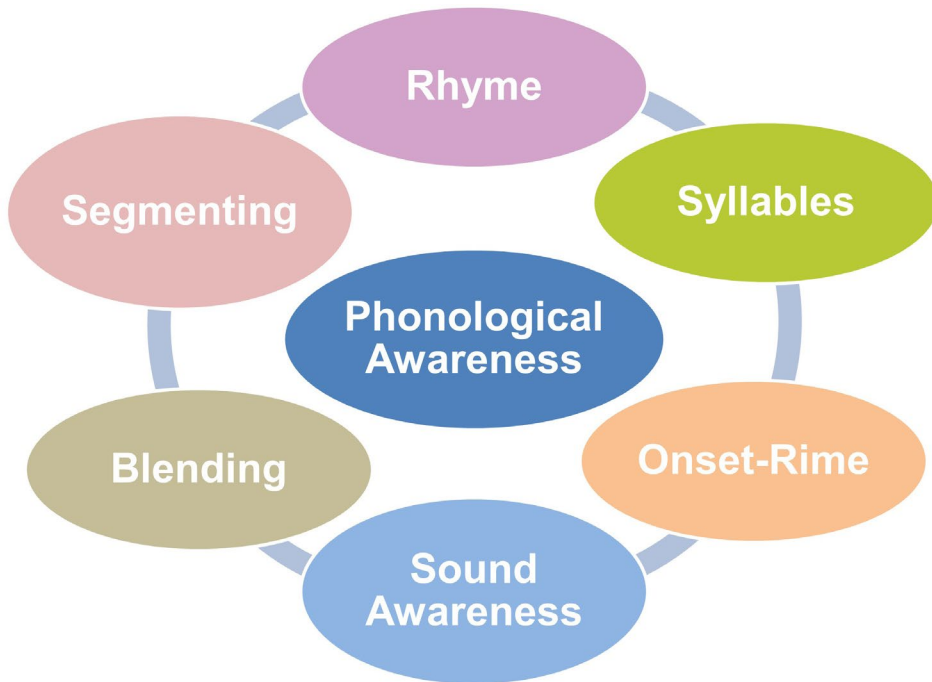 Rhyme
Segmenting
Syllables
Phonological
Awareness
Blending
Onset-Rime
Sound
Awareness